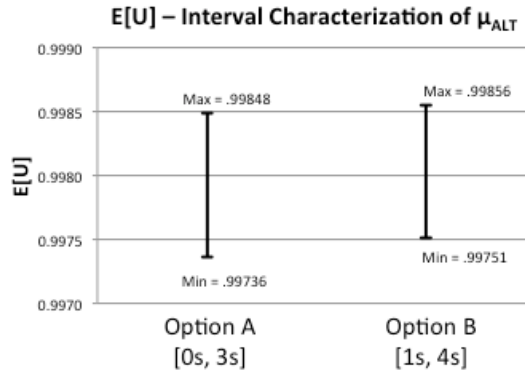 E[U] – Interval Characterization of μALT
0.9990
Max = .99848
Max = .99856
0.9985
E[U]
0.9980
0.9975
Min = .99736
Min = .99751
0.9970
Option A
Option B
[0s, 3s]
[1s, 4s]